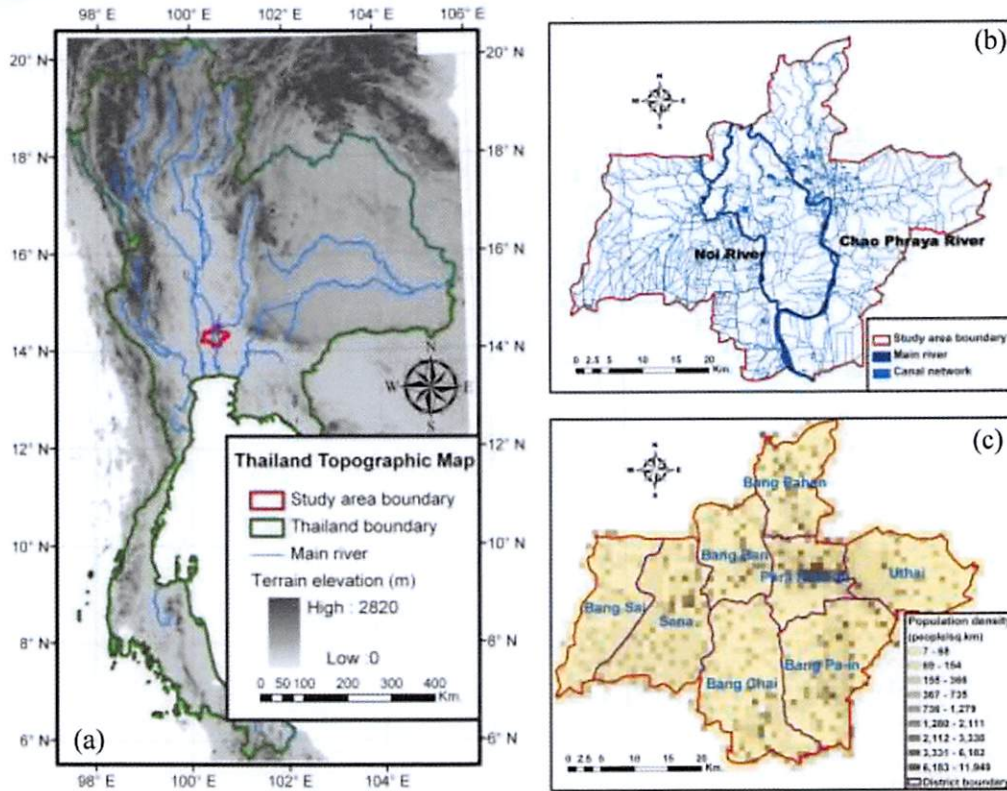 98° E 100° E 102° E 104° E 106° E
20° N 20° N
18° N 18° N
16° N 16° N
14° N 14° N
12° N 12° N
10° N 10° N
8° N 8° N
6° N 6° N
98° E 100° E 102° E 104° E
N
W E
S
Thailand Topographic Map
Study area boundary
Thailand boundary
Main river
Terrain elevation (m)
High : 2820
Low :0
0 50 100 200 300 400
Km.
(a)
(b)
N
W E
S
Noi River
Chao Phraya River
0 2.5 5 10 15 20
Km.
Study area boundary
Main river
Canal network
(c)
N
W E
S
Bang Pahan
Bang Ban
Uthai
Bang Sai
Sena
Bang Pa-in
Bang Chai
0 2.5 5 10 15 20
Km.
Population density
(people/sq.km)
7 - 68
69 - 154
155 - 366
367 - 735
736 - 1,279
1,280 - 2,111
2,112 - 3,330
3,331 - 6,182
6,183 - 11,949
District boundary